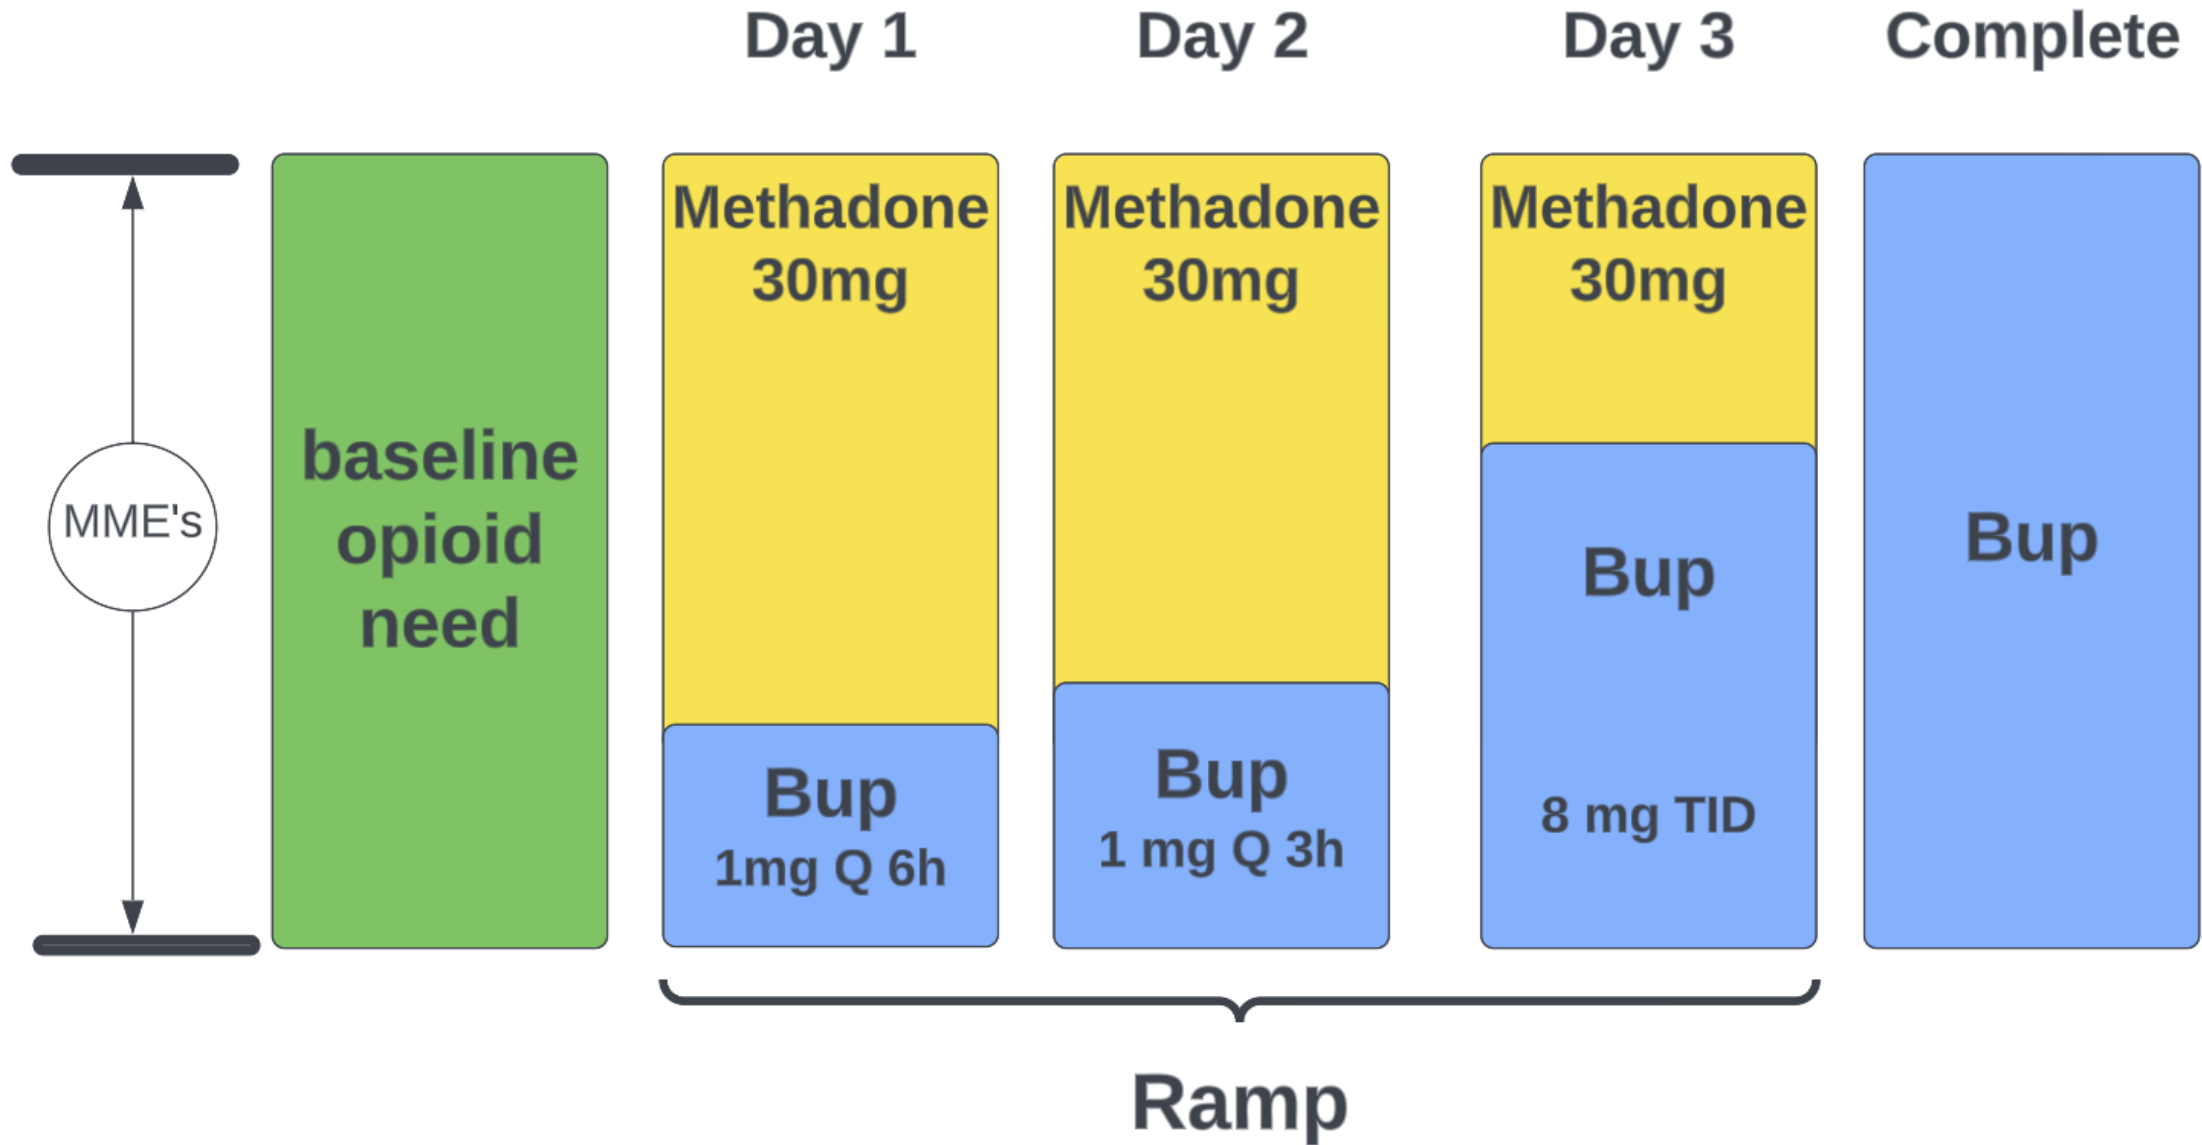 Day 1
Day 2
Day 3
Complete
MME's
baseline
opioid
need
Methadone
30mg
Bup
1mg Q 6h
Methadone
30mg
Bup
1 mg Q 3h
Methadone
30mg
Bup
8 mg TID
Bup
Ramp